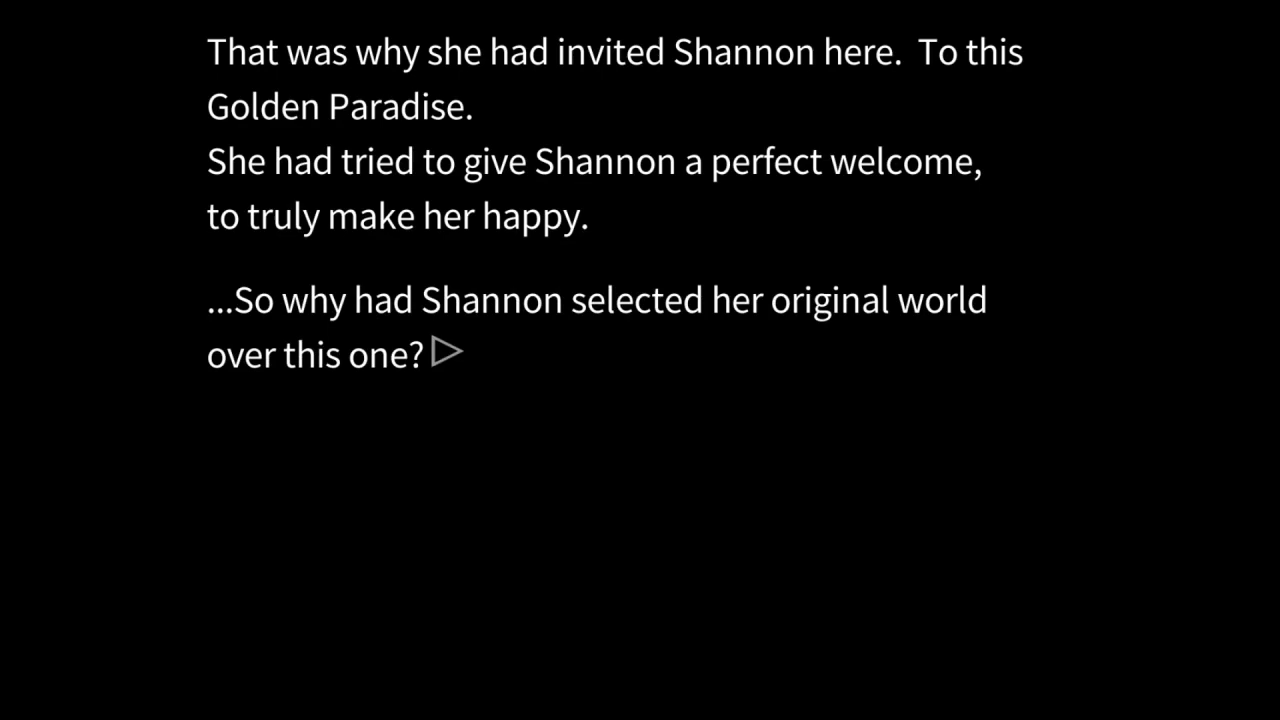 That was why she had invited Shannon here.  To this
Golden Paradise.
She had tried to give Shannon a perfect welcome,
to truly make her happy.
...So why had Shannon selected her original world
over this one?